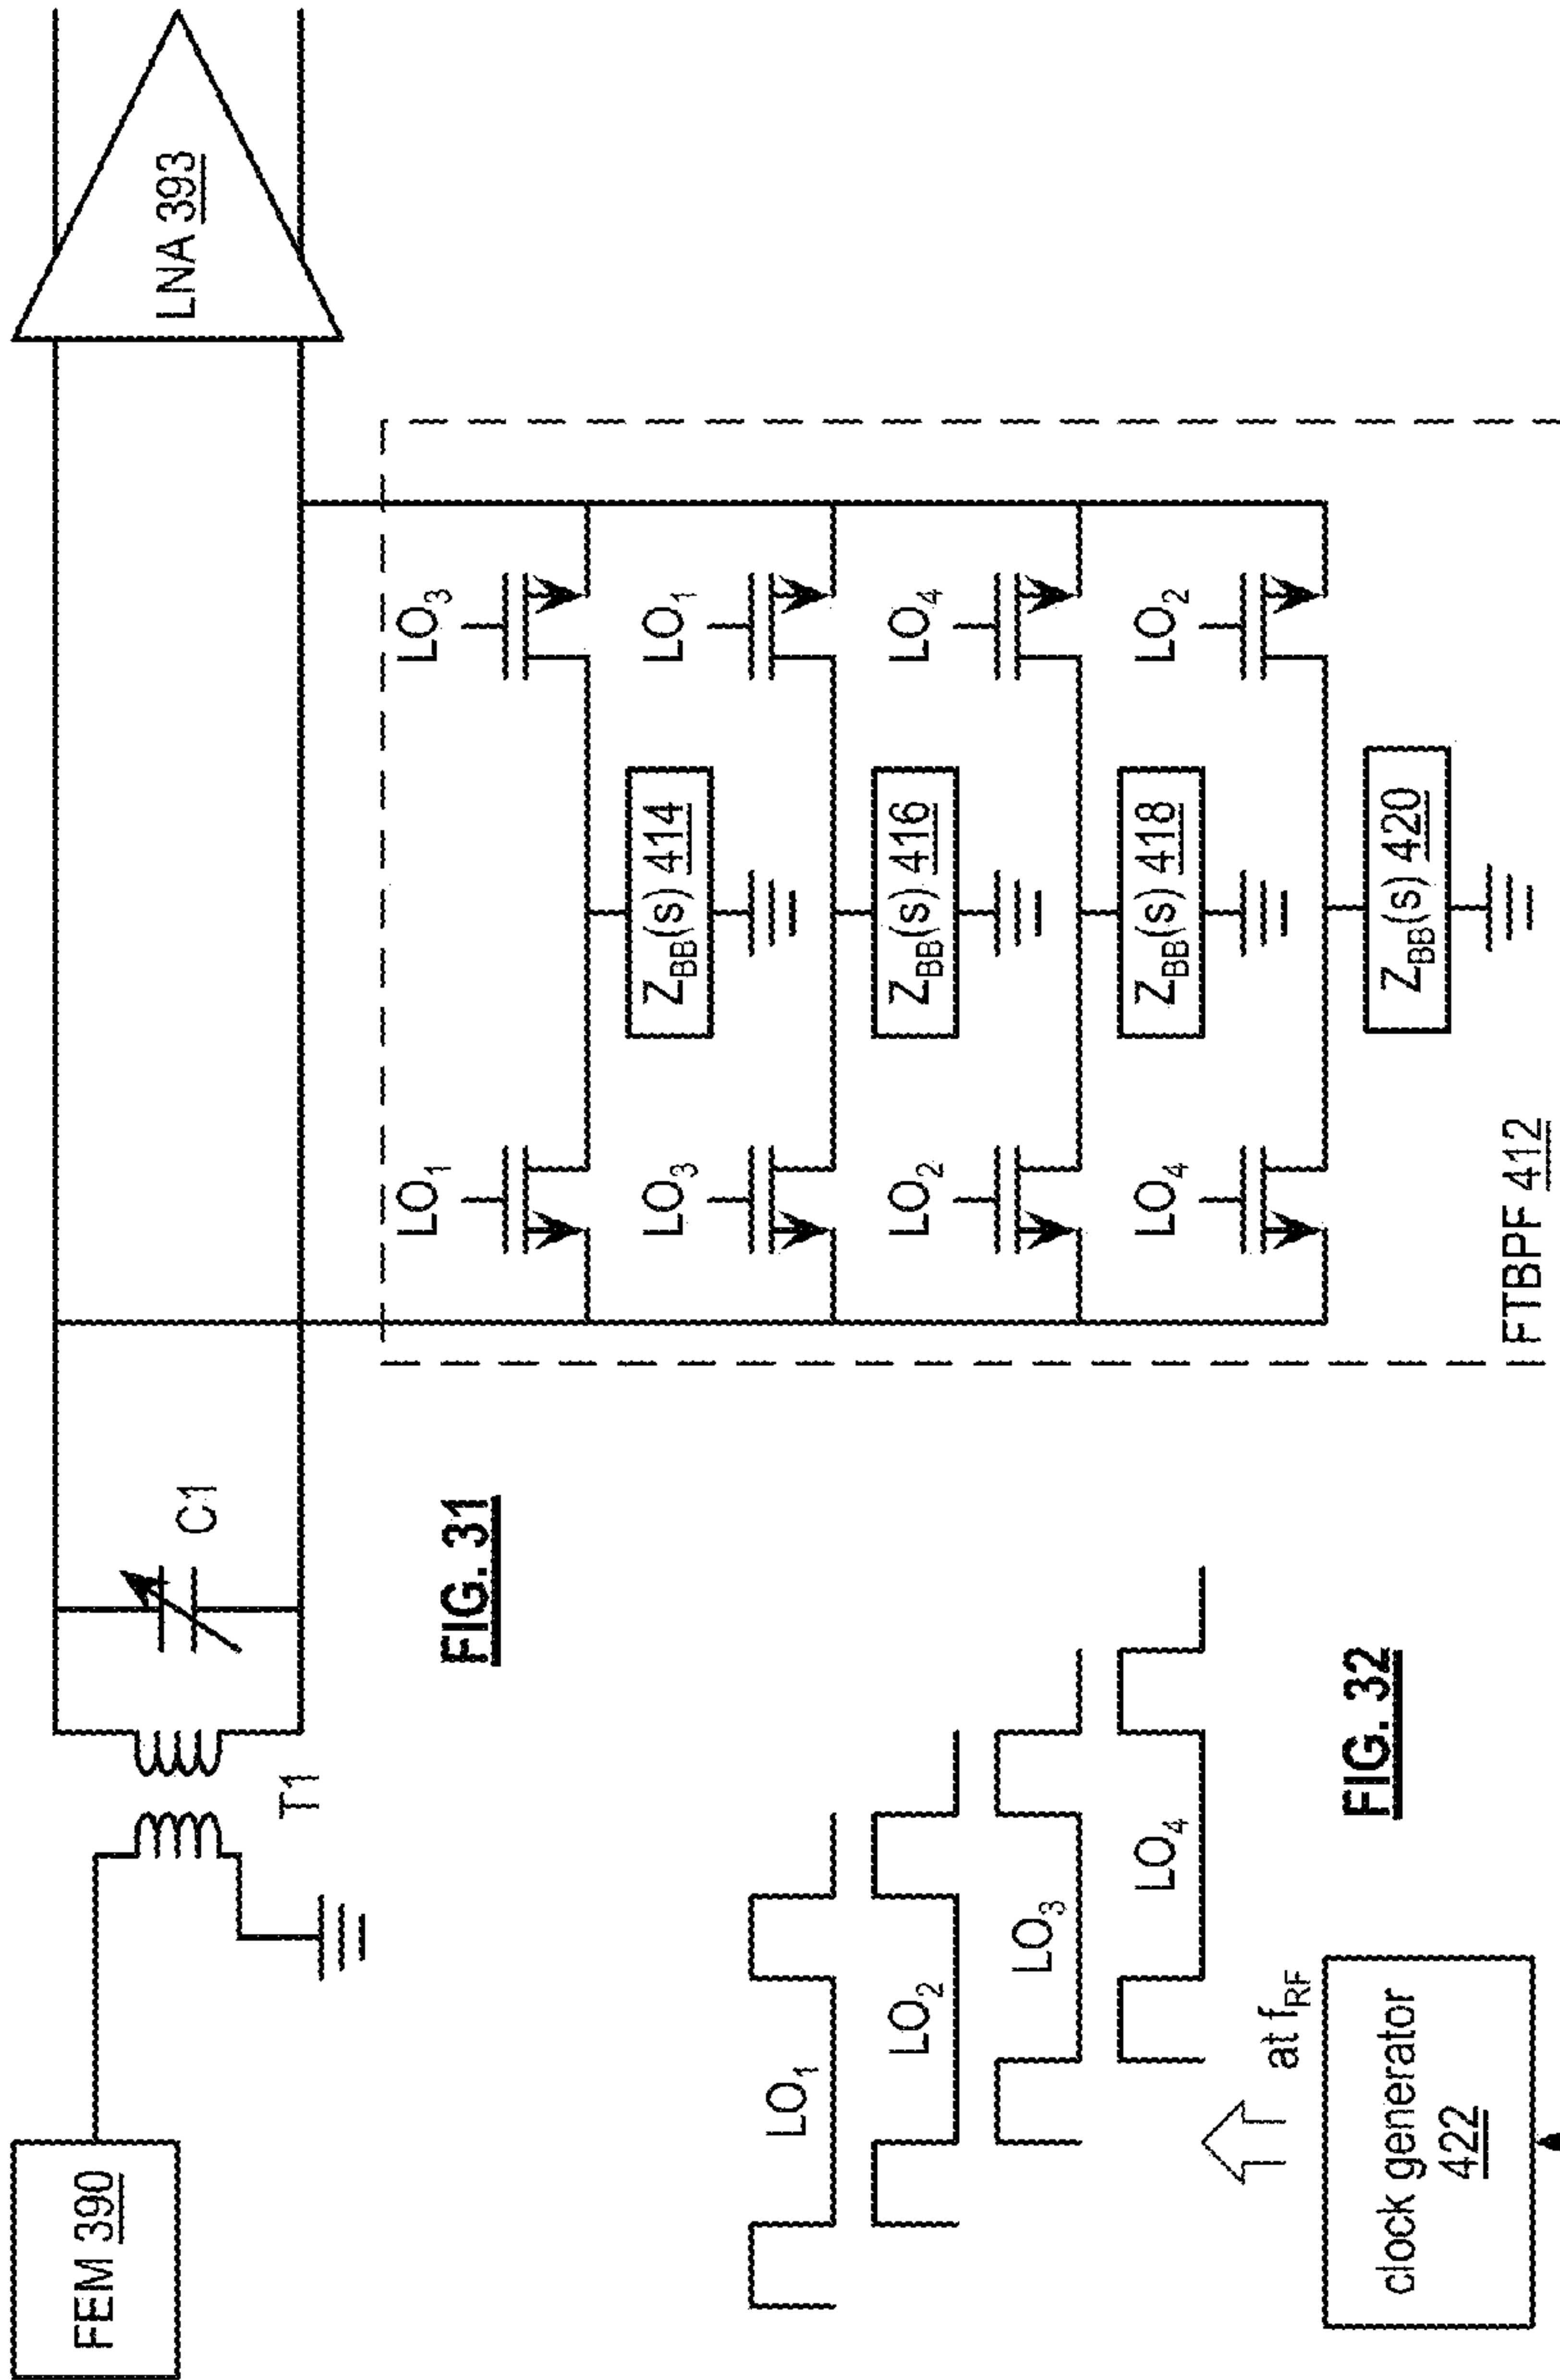 FEM 390
T1
C1
LNA 393
LO1
LO3
ZBB(s) 414
LO3
LO1
ZBB(s) 416
LO2
LO4
ZBB(s) 418
LO4
LO2
ZBB(s) 420
FTBPF 412
FIG. 31
LO1
LO2
LO3
LO4
at fRF
clock generator
422
FIG. 32